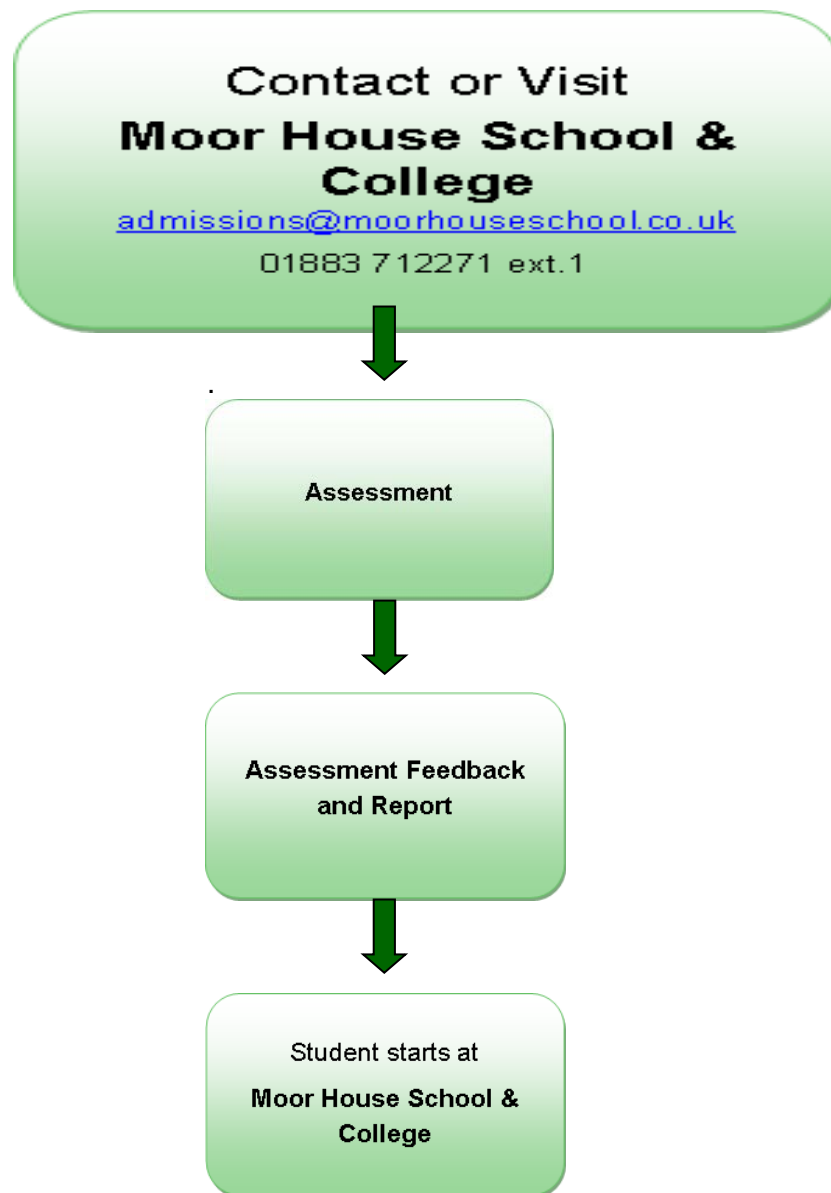 Contact or Visit
Moor House School &
College
admissions@moorhouseschool.co.uk
01883 712271 ext.1
.
Assessment
Assessment Feedback
and Report
Student starts at
Moor House School &
College